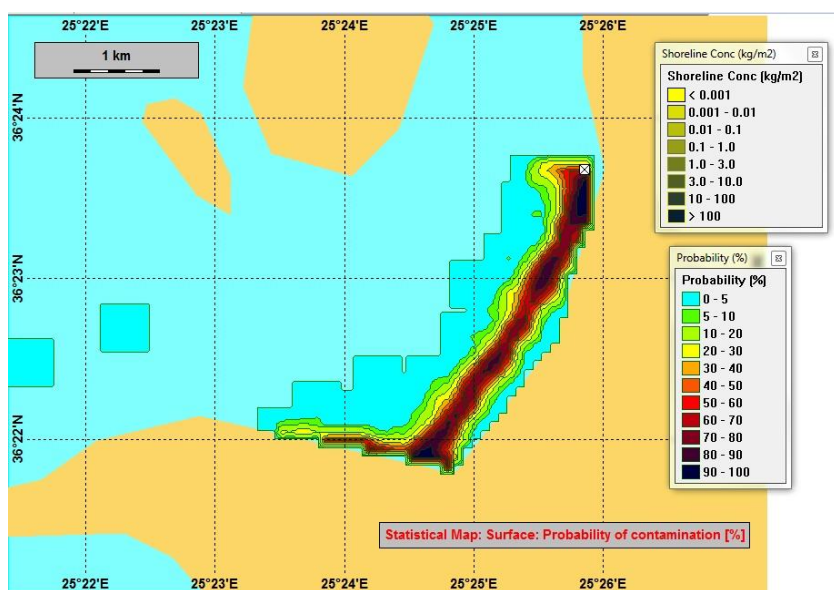 25°22'E 25°23'E 25°24'E 25°25'E 25°26'E
1 km
36°24'N
36°23'N
36°22'N
Shoreline Conc (kg/m2)
Shoreline Conc (kg/m2)
< 0.001
0.001 - 0.01
0.01 - 0.1
0.1 - 1.0
1.0 - 3.0
3.0 - 10.0
10 - 100
> 100
Probability (%)
Probability (%)
0 - 5
5 - 10
10 - 20
20 - 30
30 - 40
40 - 50
50 - 60
60 - 70
70 - 80
80 - 90
90 - 100
Statistical Map: Surface: Probability of contamination [%]
25°22'E 25°23'E 25°24'E 25°25'E 25°26'E